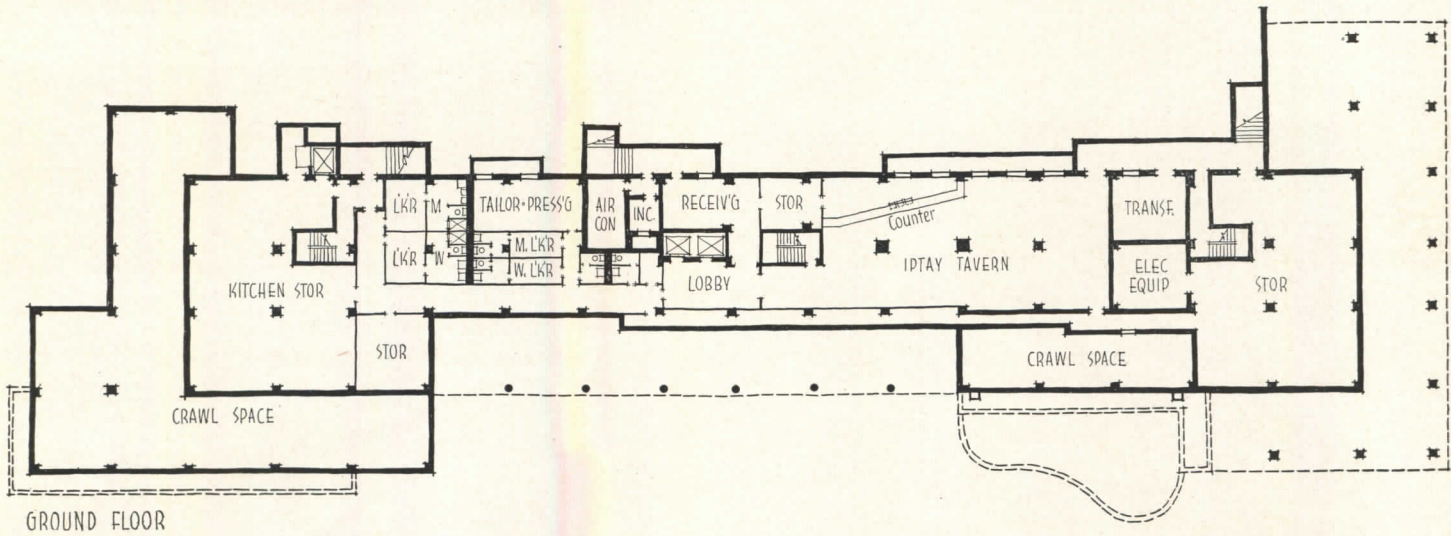 L'K'R
M
TAILOR+PRESS'G
AIR
CON
INC.
RECEIV'G
STOR
Counter
TRANSF.
L'K'R
W
M. L'K'R
W. L'K'R
KITCHEN STOR
LOBBY
IPTAY TAVERN
ELEC
EQUIP
STOR
STOR
CRAWL SPACE
CRAWL SPACE
GROUND FLOOR